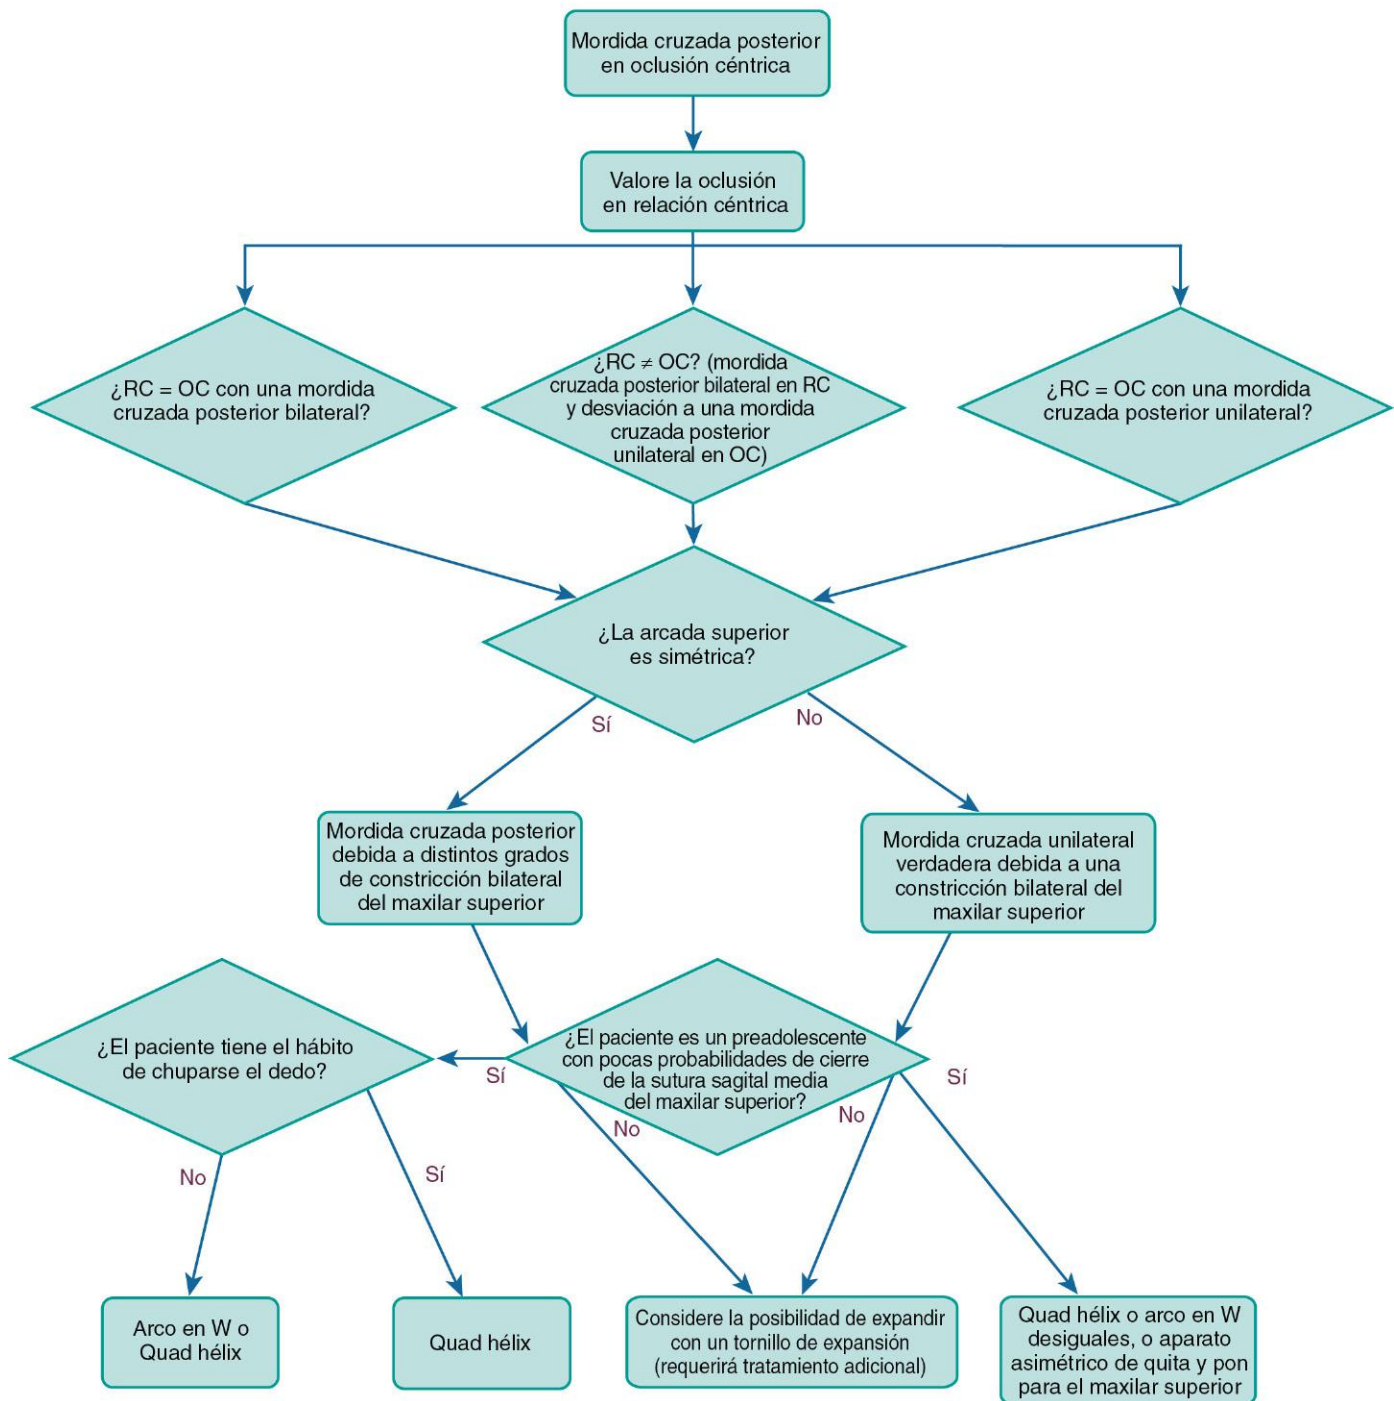 Mordida cruzada posterior
en oclusión céntrica
Valore la oclusión
en relación céntrica
¿RC = OC con una mordida
cruzada posterior bilateral?
¿RC ≠ OC? (mordida
cruzada posterior bilateral en RC
y desviación a una mordida
cruzada posterior
unilateral en OC)
¿RC = OC con una mordida
cruzada posterior unilateral?
¿La arcada superior
es simétrica?
Sí
No
Mordida cruzada posterior
debida a distintos grados
de constricción bilateral
del maxilar superior
Mordida cruzada unilateral
verdadera debida a una
constricción bilateral del
maxilar superior
¿El paciente tiene el hábito
de chuparse el dedo?
¿El paciente es un preadolescente
con pocas probabilidades de cierre
de la sutura sagital media
del maxilar superior?
Sí
Sí
No
No
No
Sí
Arco en W o
Quad hélix
Quad hélix
Considere la posibilidad de expandir
con un tornillo de expansión
(requerirá tratamiento adicional)
Quad hélix o arco en W
desiguales, o aparato
asimétrico de quita y pon
para el maxilar superior